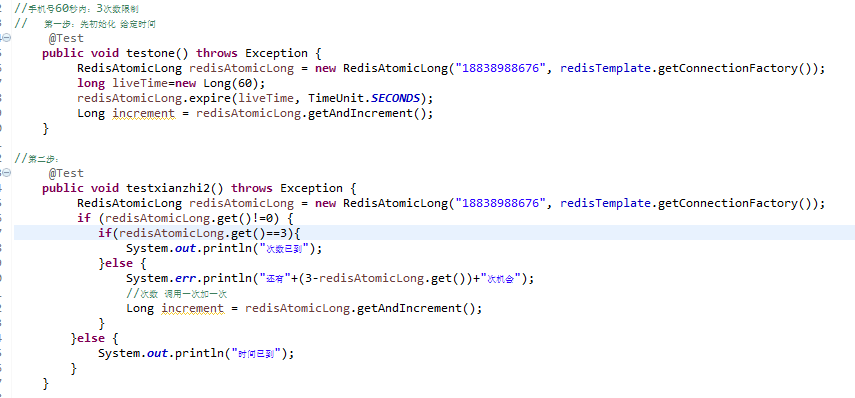 //手机号60秒内：3次数限制
//  第一步：先初始化 给定时间
@Test
public void testone() throws Exception {
RedisAtomicLong redisAtomicLong = new RedisAtomicLong("18838988676", redisTemplate.getConnectionFactory());
long liveTime=new Long(60);
redisAtomicLong.expire(liveTime, TimeUnit.SECONDS);
Long increment = redisAtomicLong.getAndIncrement();
}
//第二步：
@Test
public void testxianzhi2() throws Exception {
RedisAtomicLong redisAtomicLong = new RedisAtomicLong("18838988676", redisTemplate.getConnectionFactory());
if (redisAtomicLong.get()!=0) {
if(redisAtomicLong.get()==3){
System.out.println("次数已到");
}else {
System.err.println("还有"+(3-redisAtomicLong.get())+"次机会");
//次数 调用一次加一次
Long increment = redisAtomicLong.getAndIncrement();
}
}else {
System.out.println("时间已到");
}
}